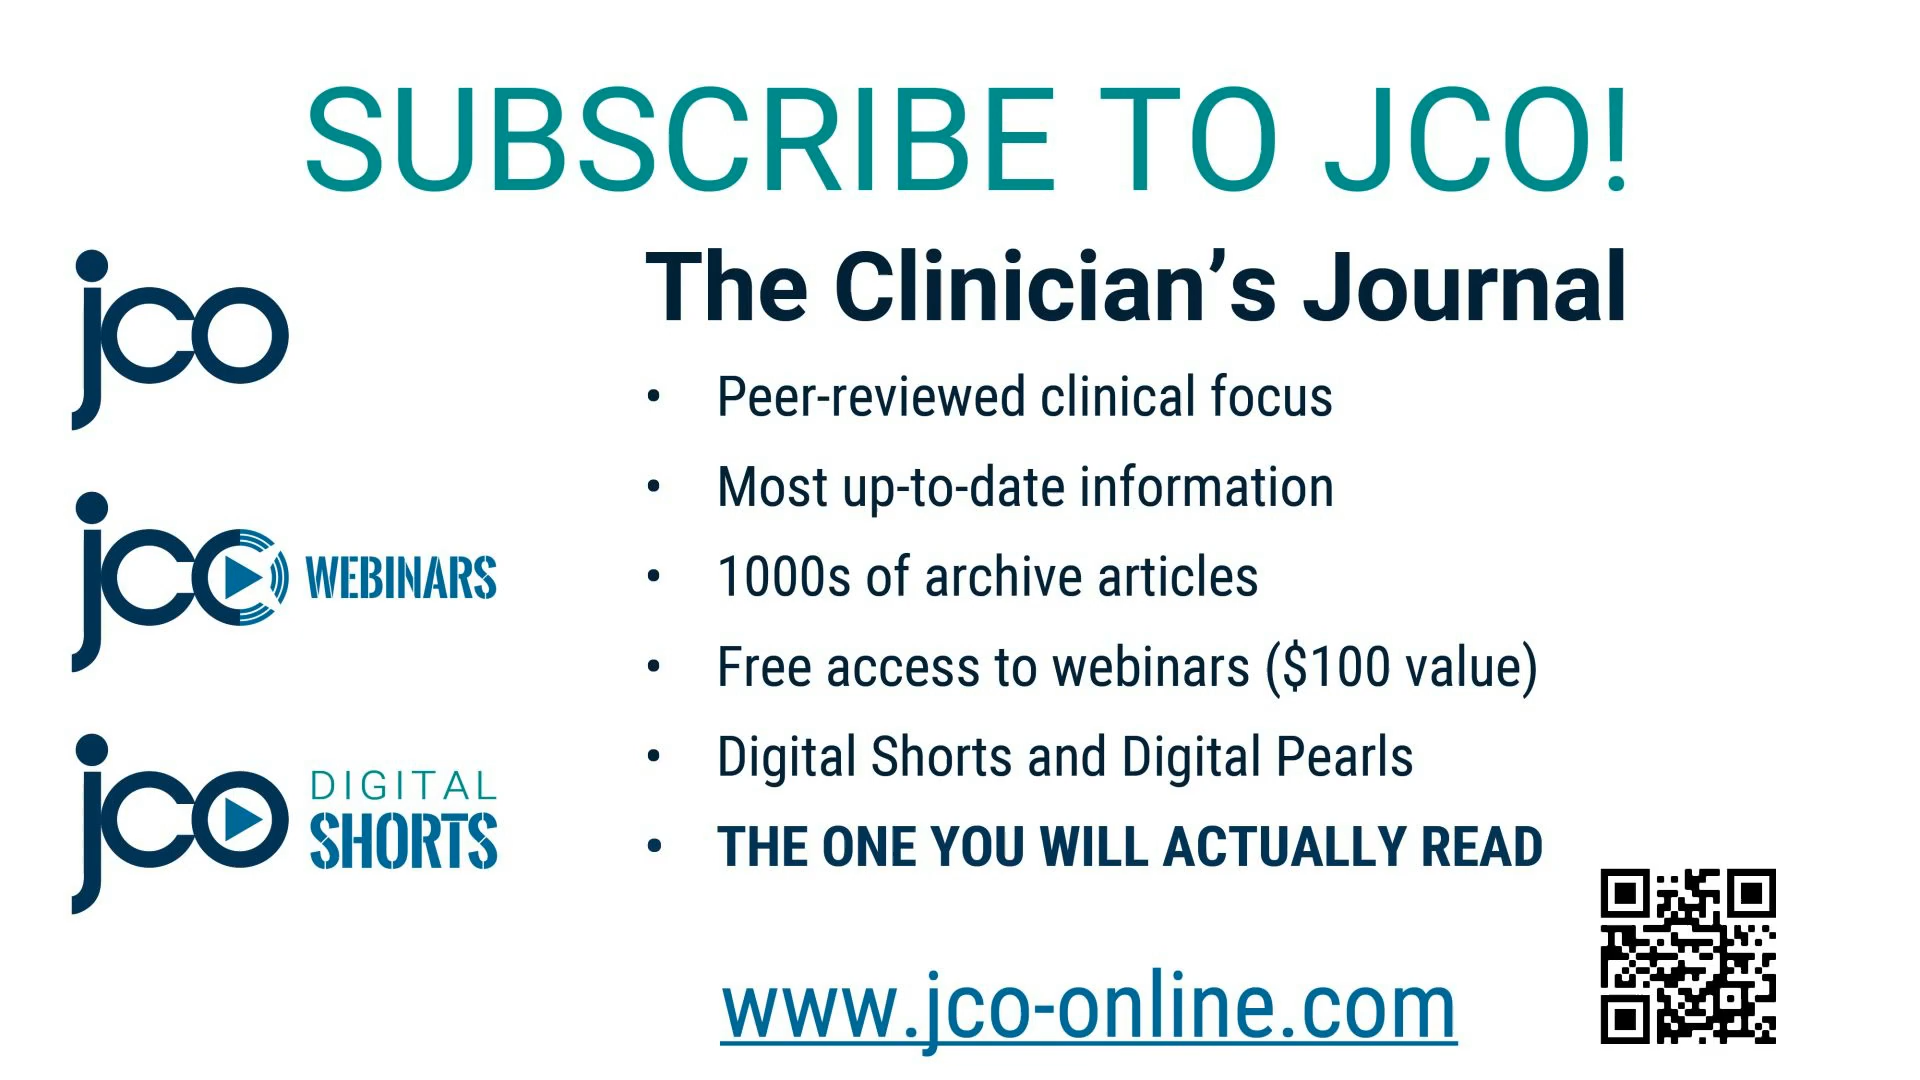 SUBSCRIBE TO JCO!
jco
The Clinician’s Journal
• Peer-reviewed clinical focus
• Most up-to-date information
• 1000s of archive articles
• Free access to webinars ($100 value)
• Digital Shorts and Digital Pearls
• THE ONE YOU WILL ACTUALLY READ
jco WEBINARS
jco DIGITAL
SHORTS
www.jco-online.com